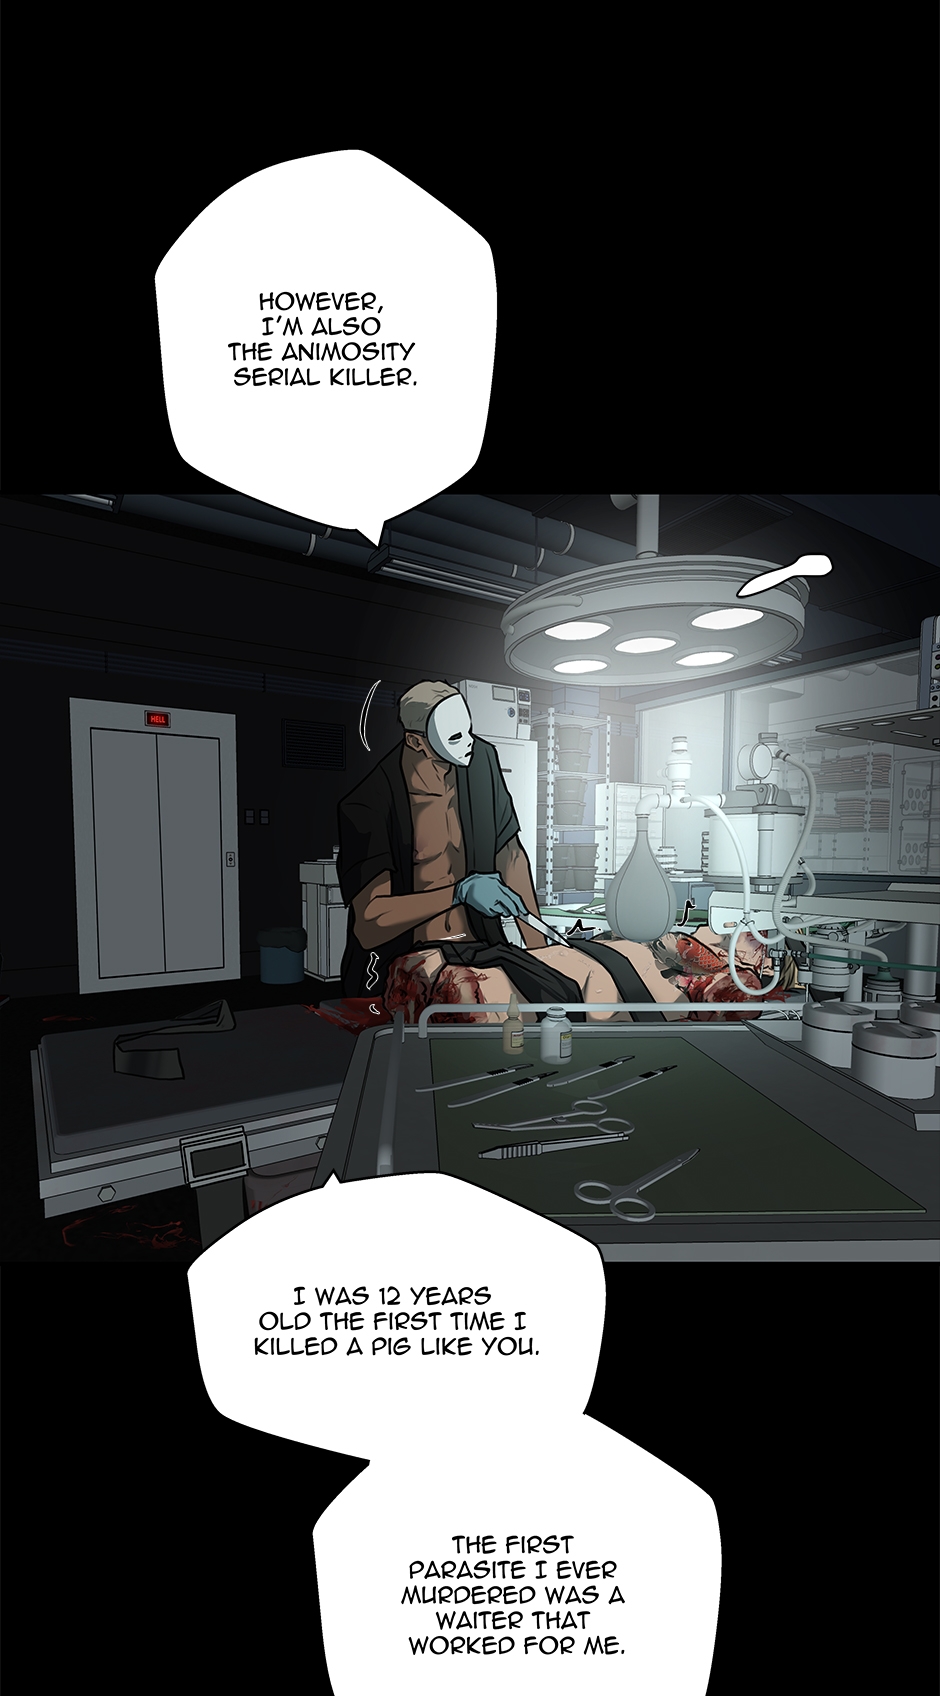 HOWEVER,
I'M ALSO
THE ANIMOSITY
SERIAL KILLER.
HELL
I WAS 12 YEARS
OLD THE FIRST TIME I
KILLED A PIG LIKE YOU.
THE FIRST
PARASITE I EVER
MURDERED WAS A
WAITER THAT
WORKED FOR ME.